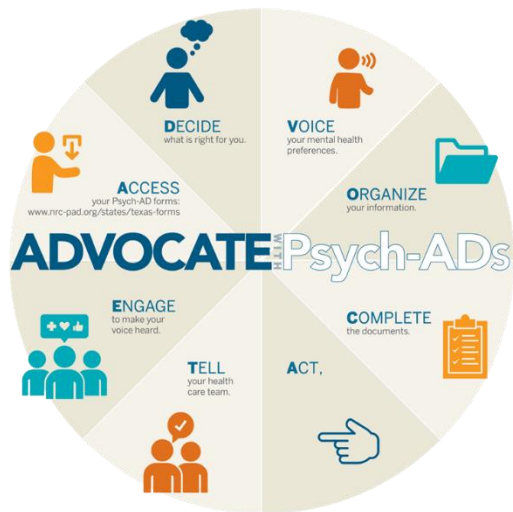 DECIDE
what is right for you.
VOICE
your mental health
preferences.
ACCESS
your Psych-AD forms:
www.nrc-pad.org/states/texas-forms
ORGANIZE
your information.
ADVOCATE WITH Psych-ADs
ENGAGE
to make your
voice heard.
COMPLETE
the documents.
TELL
your health
care team.
ACT,